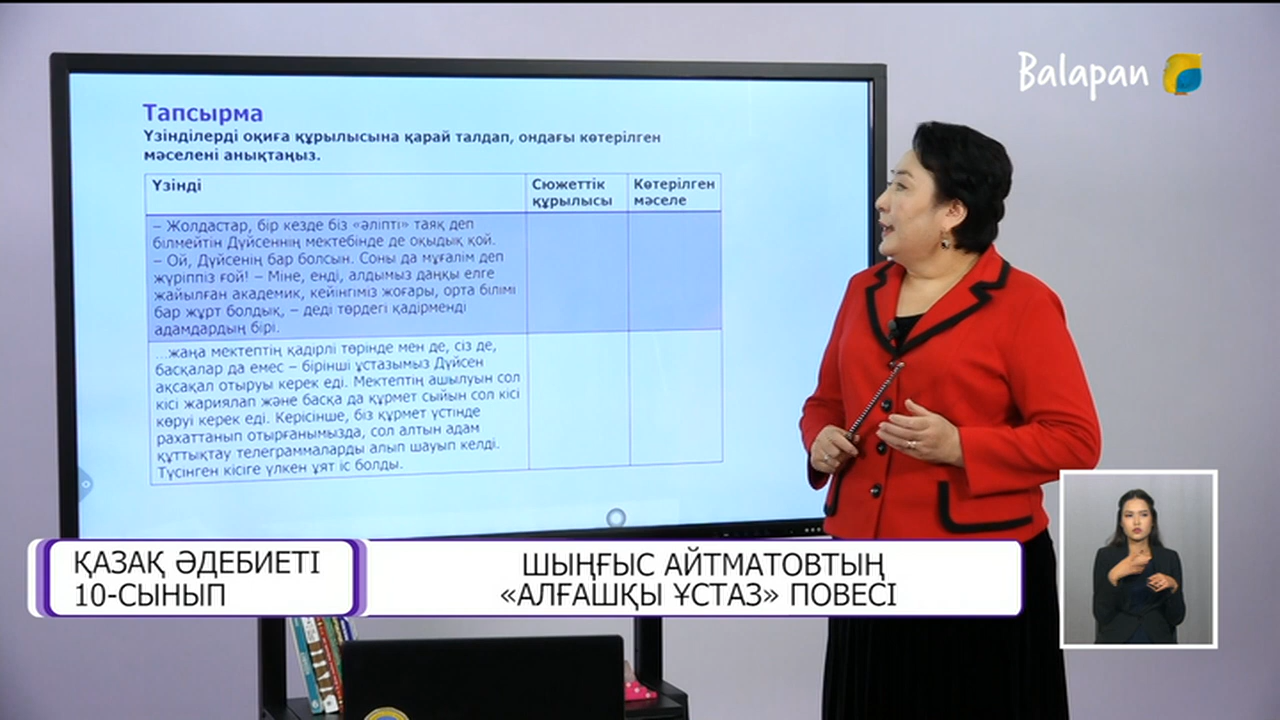 Balapan
Тапсырма
Үзінділерді оқиға құрылысына қарай талдап, ондағы көтерілген
мәселені анықтаңыз.
Үзінді
Сюжеттік
құрылысы
Көтерілген
мәселе
– Жолдастар, бір кезде біз «әліпті» таяқ деп
білмейтін Дүйсеннің мектебінде де оқыдық қой.
– Ой, Дүйсенің бар болсын. Соны да мұғалім деп
жүріппіз ғой! – Міне, енді, алдымыз даңқы елге
жайылған академик, кейінгіміз жоғары, орта білімі
бар жұрт болдық, – деді төрдегі қадірменді
адамдардың бірі.
...жаңа мектептің қадірлі төрінде мен де, сіз де,
басқалар да емес – бірінші ұстазымыз Дүйсен
ақсақал отыруы керек еді. Мектептің ашылуын сол
кісі жариялап және басқа да құрмет сыйын сол кісі
көруі керек еді. Керісінше, біз құрмет үстінде
рахаттанып отырғанымызда, сол алтын адам
құттықтау телеграммаларды алып шауып келді.
Түсінген кісіге үлкен ұят іс болды.
ҚАЗАҚ ӘДЕБИЕТІ
10-СЫНЫП
ШЫҢҒЫС АЙТМАТОВТЫҢ
«АЛҒАШҚЫ ҰСТАЗ» ПОВЕСІ